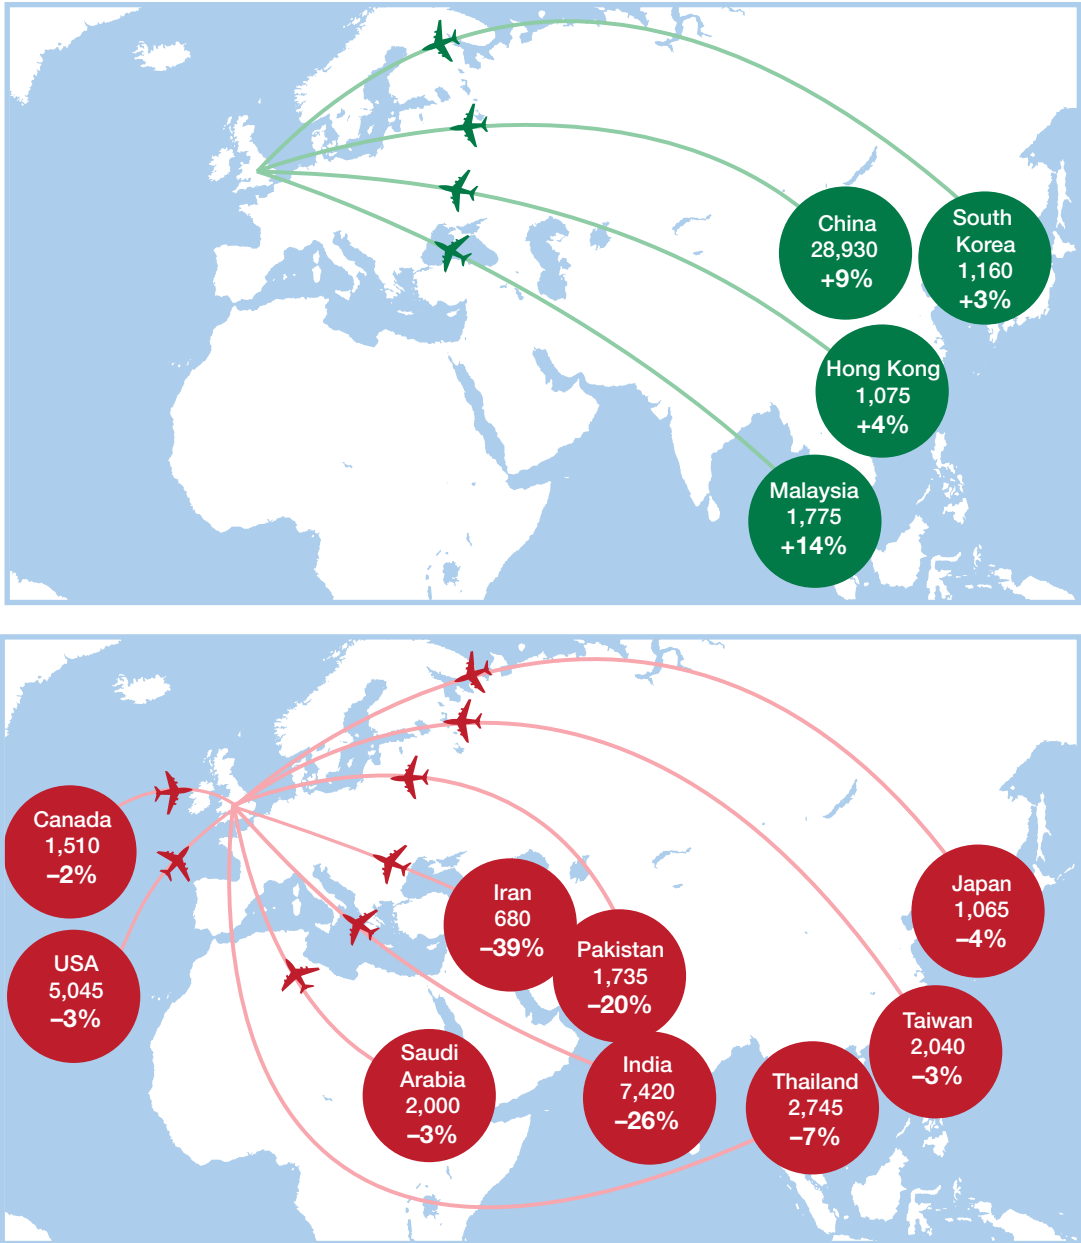 China
28,930
+9%
South
Korea
1,160
+3%
Hong Kong
1,075
+4%
Malaysia
1,775
+14%
Canada
1,510
–2%
USA
5,045
–3%
Iran
680
–39%
Pakistan
1,735
–20%
Japan
1,065
–4%
Taiwan
2,040
–3%
Saudi
Arabia
2,000
–3%
India
7,420
–26%
Thailand
2,745
–7%